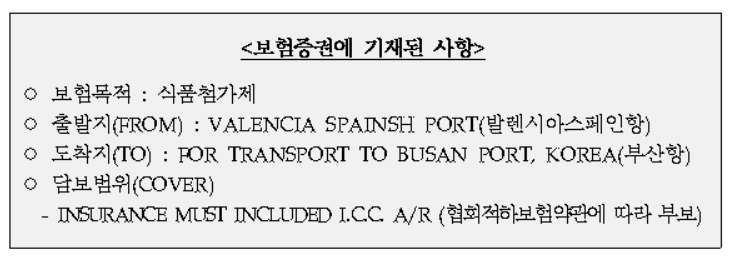 <보험증권에 기재된 사항>
○ 보험목적 : 식품첨가제
○ 출발지(FROM) : VALENCIA SPAINSH PORT(발렌시아스페인항)
○ 도착지(TO) : FOR TRANSPORT TO BUSAN PORT, KOREA(부산항)
○ 담보범위(COVER)
- INSURANCE MUST INCLUDED I.C.C. A/R (협회적하보험약관에 따라 부보)